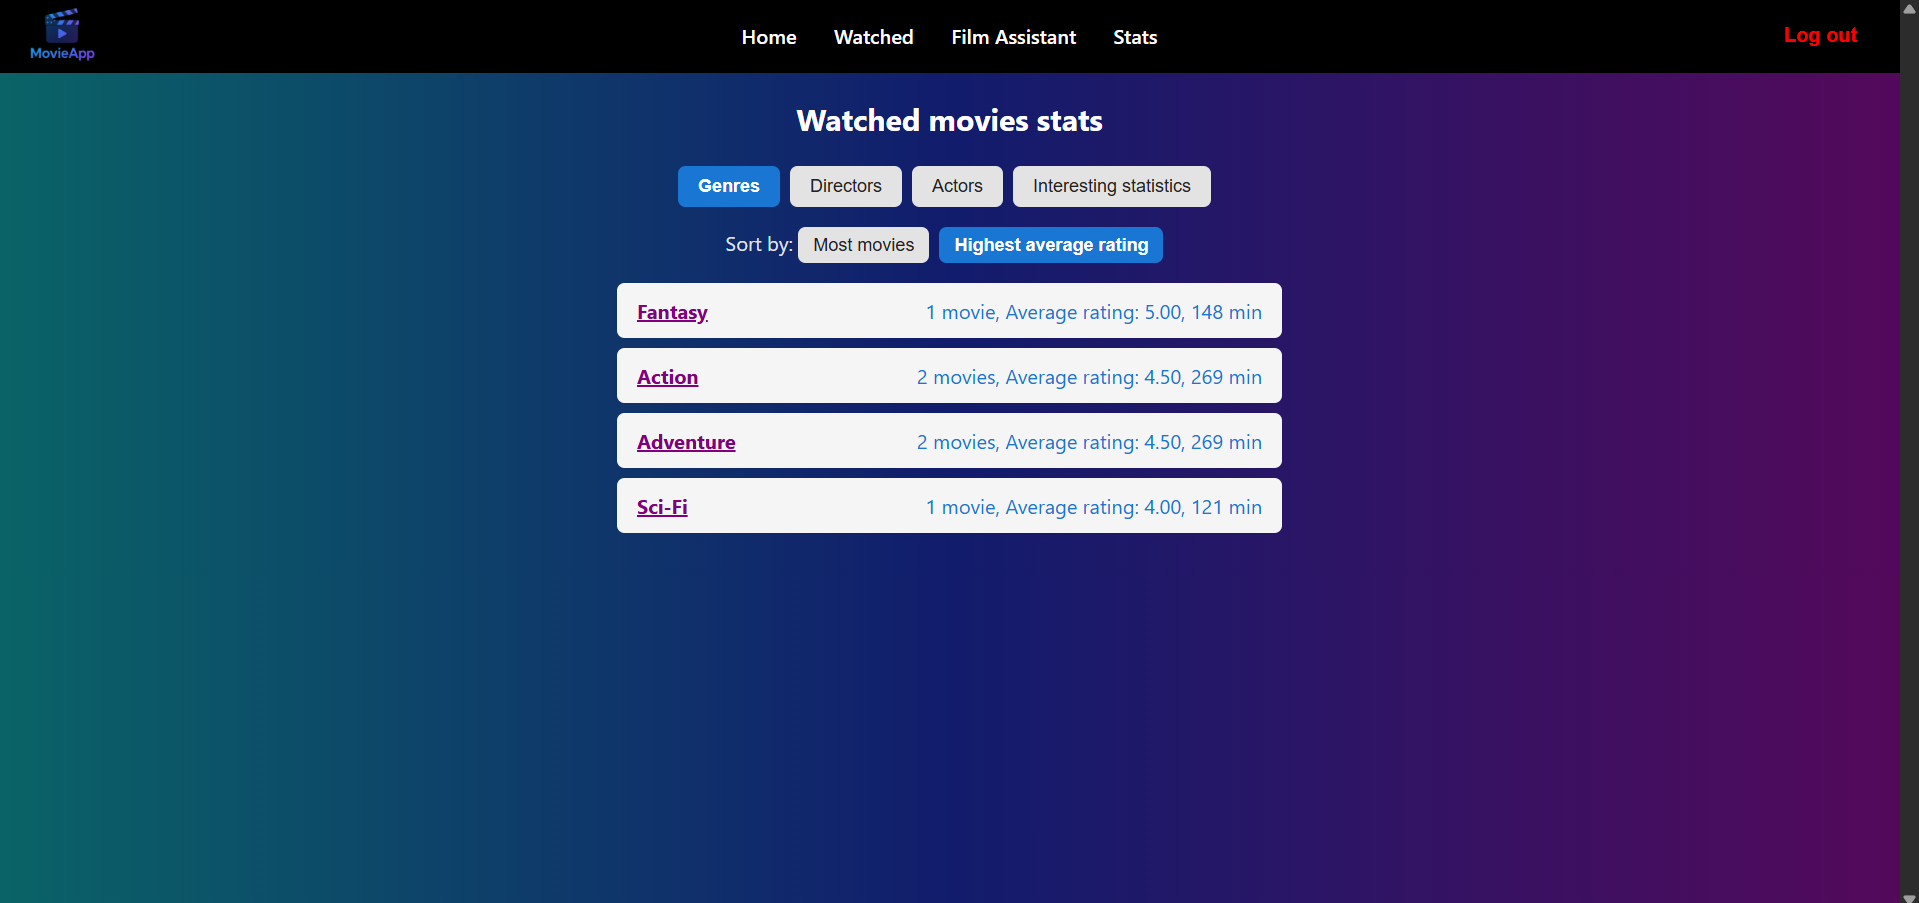 MovieApp
Home Watched Film Assistant Stats
Log out
Watched movies stats
Genres Directors Actors Interesting statistics
Sort by: Most movies Highest average rating
Fantasy 1 movie, Average rating: 5.00, 148 min
Action 2 movies, Average rating: 4.50, 269 min
Adventure 2 movies, Average rating: 4.50, 269 min
Sci-Fi 1 movie, Average rating: 4.00, 121 min